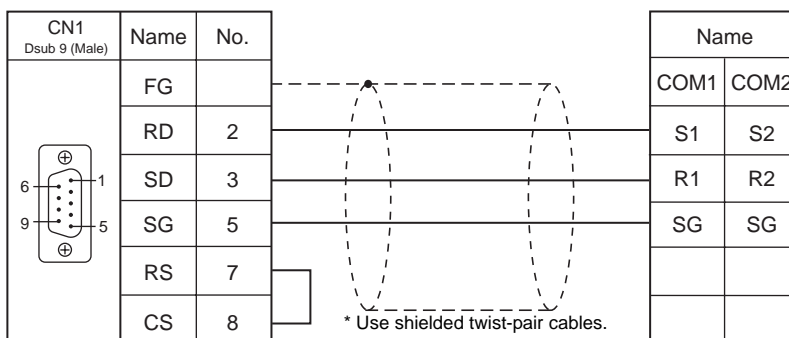 CN1
Dsub 9 (Male)
Name
No.
Name
FG
COM1
COM2
RD
2
S1
S2
6
1
SD
3
R1
R2
9
5
SG
5
SG
SG
RS
7
CS
8
* Use shielded twist-pair cables.